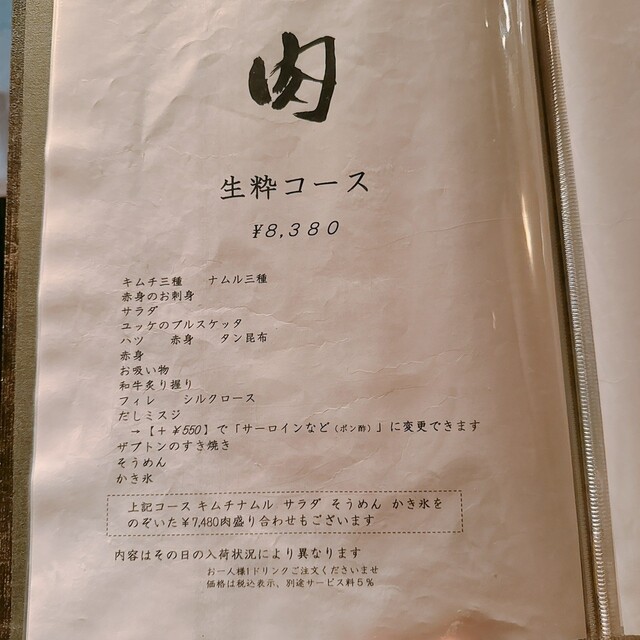 肉
生粋コース
¥8,380
キムチ三種　ナムル三種
赤身のお刺身
サラダ
ユッケのブルスケッタ
ハツ　赤身　タン昆布
赤身
お吸い物
和牛炙り握り
フィレ　シルクロース
だしミスジ
→【+ ¥550】で「サーロインなど(ポン酢)」に変更できます
ザブトンのすき焼き
そうめん
かき氷
上記コース キムチナムル サラダ そうめん かき氷を
のぞいた¥7,480肉盛り合わせもございます
内容はその日の入荷状況により異なります
お一人様1ドリンクご注文くださいませ
価格は税込表示、別途サービス料5%